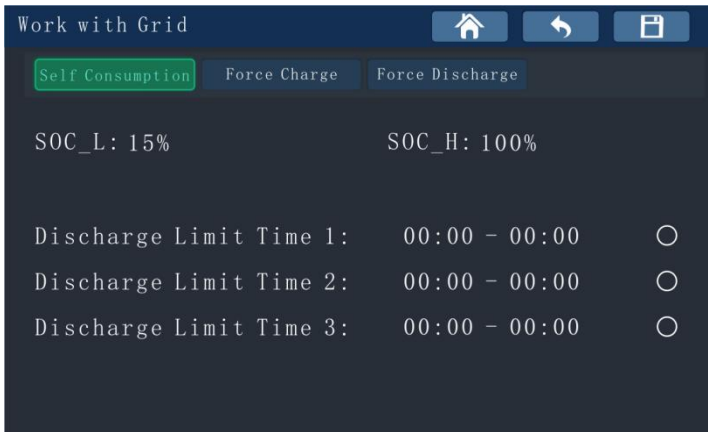 Work with Grid
Self Consumption Force Charge Force Discharge
SOC_L: 15% SOC_H: 100%
Discharge Limit Time 1: 00:00 - 00:00
Discharge Limit Time 2: 00:00 - 00:00
Discharge Limit Time 3: 00:00 - 00:00